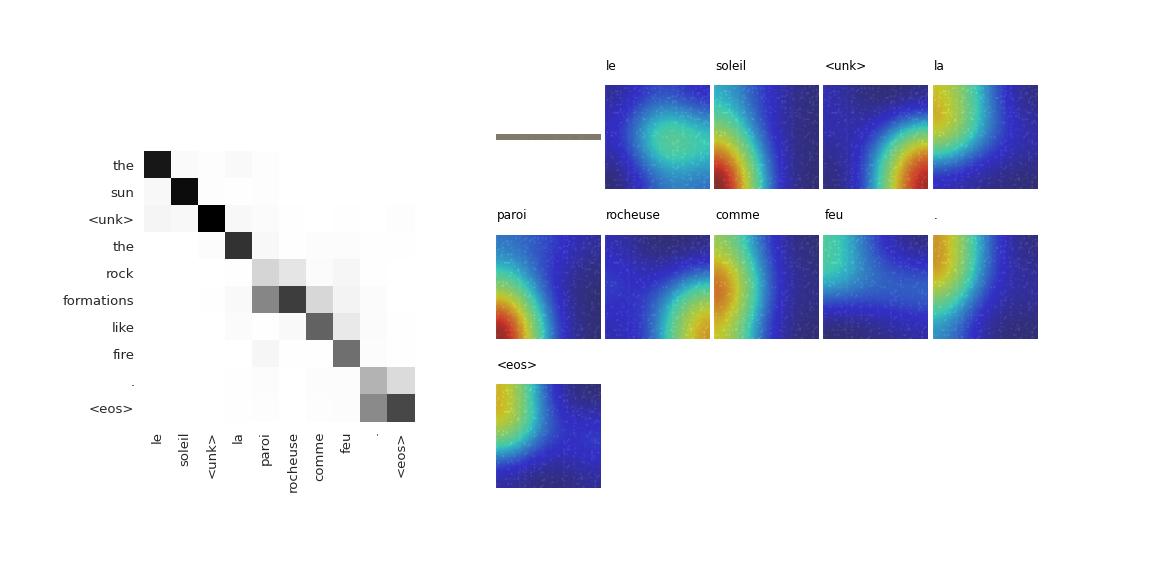 the
sun
<unk>
the
rock
formations
like
fire
.
<eos>
le
soleil
<unk>
la
paroi
rocheuse
comme
feu
.
<eos>
le soleil <unk> la
paroi rocheuse comme feu .
<eos>